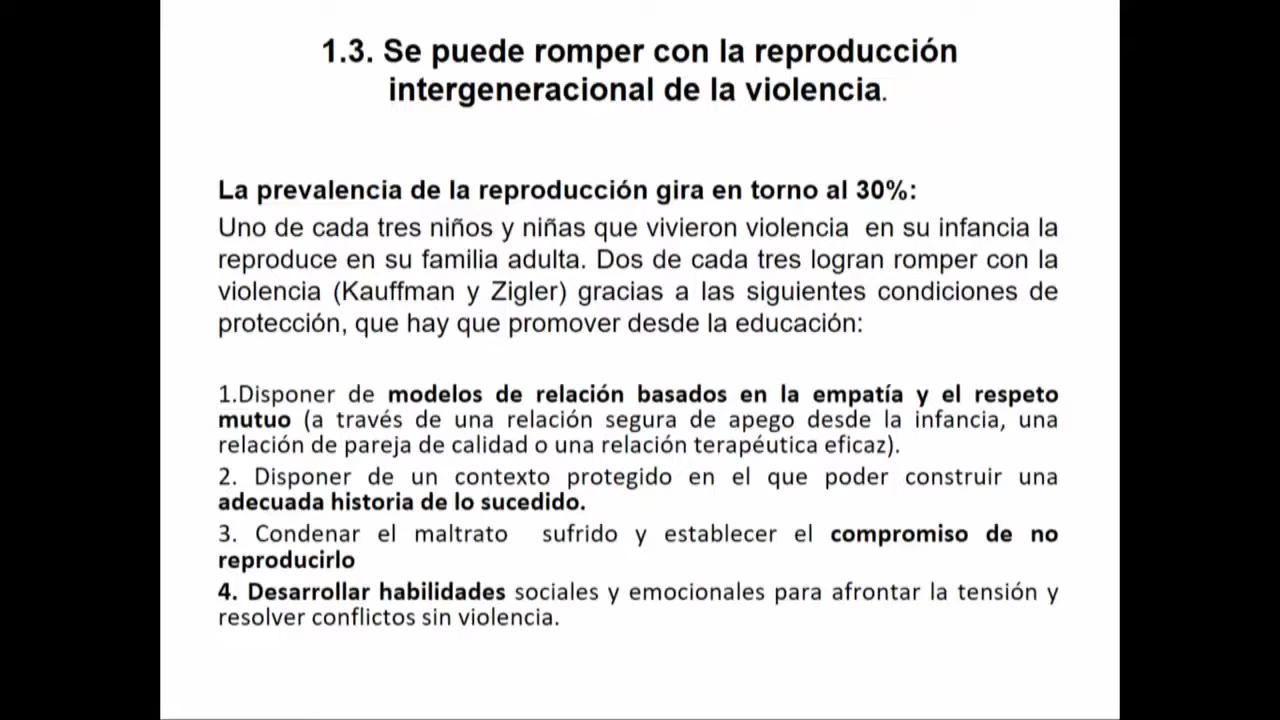 1.3. Se puede romper con la reproducción
intergeneracional de la violencia.
La prevalencia de la reproducción gira en torno al 30%:
Uno de cada tres niños y niñas que vivieron violencia en su infancia la
reproduce en su familia adulta. Dos de cada tres logran romper con la
violencia (Kauffman y Zigler) gracias a las siguientes condiciones de
protección, que hay que promover desde la educación:
1.Disponer de modelos de relación basados en la empatía y el respeto
mutuo (a través de una relación segura de apego desde la infancia, una
relación de pareja de calidad o una relación terapéutica eficaz).
2. Disponer de un contexto protegido en el que poder construir una
adecuada historia de lo sucedido.
3. Condenar el maltrato sufrido y establecer el compromiso de no
reproducirlo
4. Desarrollar habilidades sociales y emocionales para afrontar la tensión y
resolver conflictos sin violencia.